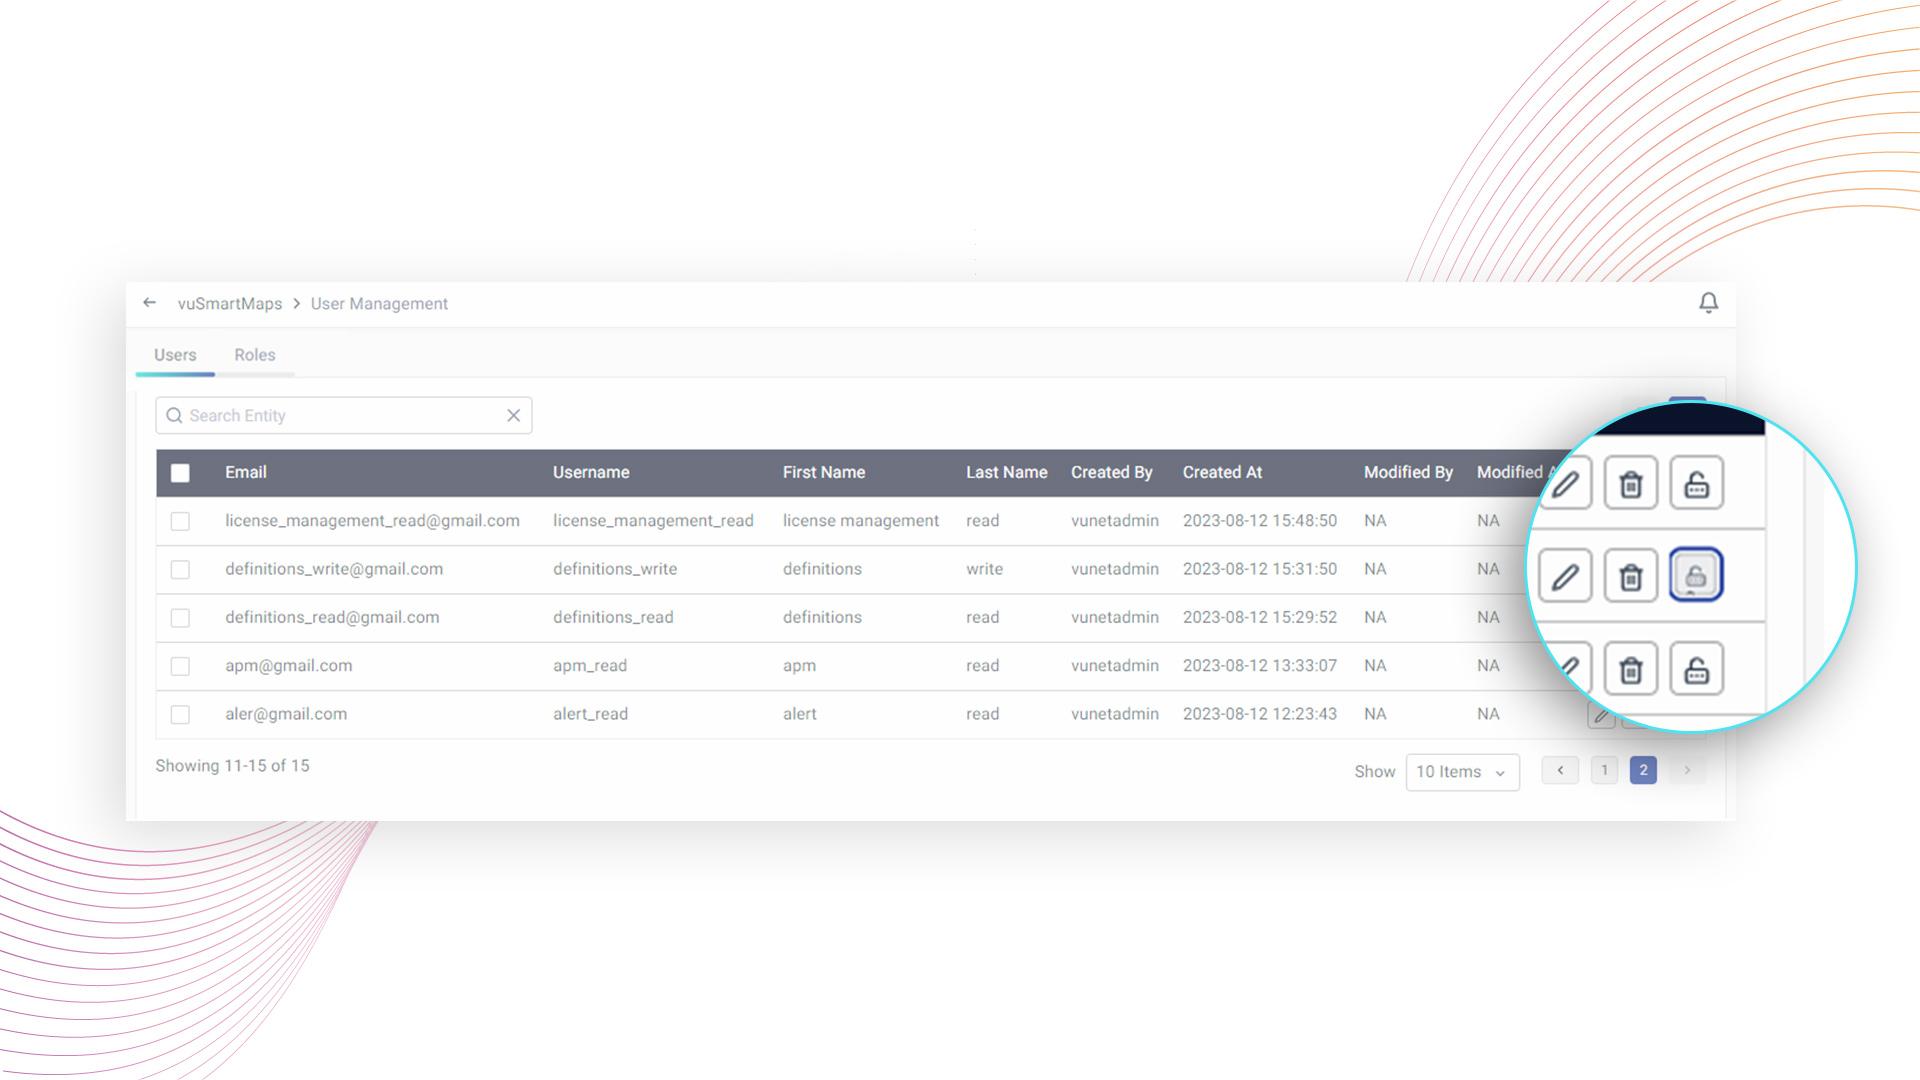 vuSmartMaps > User Management
Users Roles
Search Entity
Email Username First Name Last Name Created By Created At Modified By Modified
license_management_read@gmail.com license_management_read license management read vunetadmin 2023-08-12 15:48:50 NA NA
definitions_write@gmail.com definitions_write definitions write vunetadmin 2023-08-12 15:31:50 NA NA
definitions_read@gmail.com definitions_read definitions read vunetadmin 2023-08-12 15:29:52 NA NA
apm@gmail.com apm_read apm read vunetadmin 2023-08-12 13:33:07 NA NA
aler@gmail.com alert_read alert read vunetadmin 2023-08-12 12:23:43 NA NA
Showing 11-15 of 15
Show 10 Items < 1 2 >